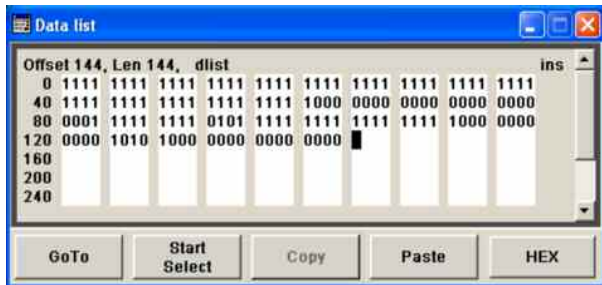 Data list
Offset 144, Len 144, dlist ins
0 1111 1111 1111 1111 1111 1111 1111 1111 1111 1111
40 1111 1111 1111 1111 1111 1000 0000 0000 0000 0000
80 0001 1111 1111 0101 1111 1111 1111 1111 1000 0000
120 0000 1010 1000 0000 0000 0000
160
200
240
GoTo Start Select Copy Paste HEX